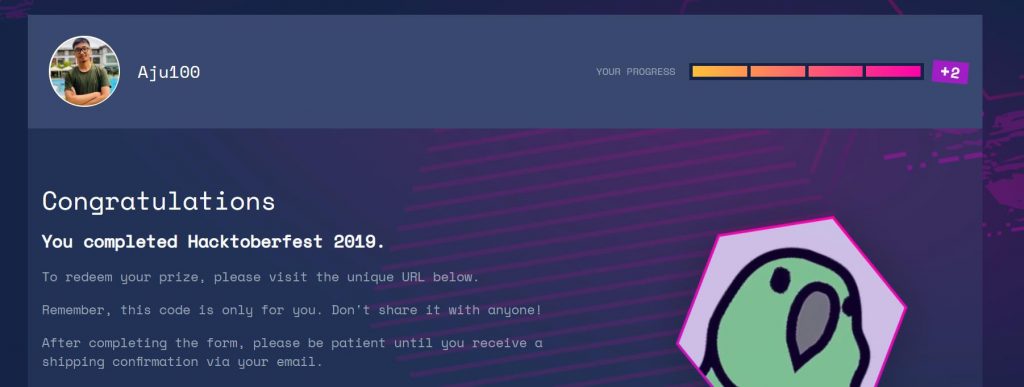 Aju100
YOUR PROGRESS
+2
Congratulations
You completed Hacktoberfest 2019.
To redeem your prize, please visit the unique URL below.
Remember, this code is only for you. Don't share it with anyone!
After completing the form, please be patient until you receive a
shipping confirmation via your email.